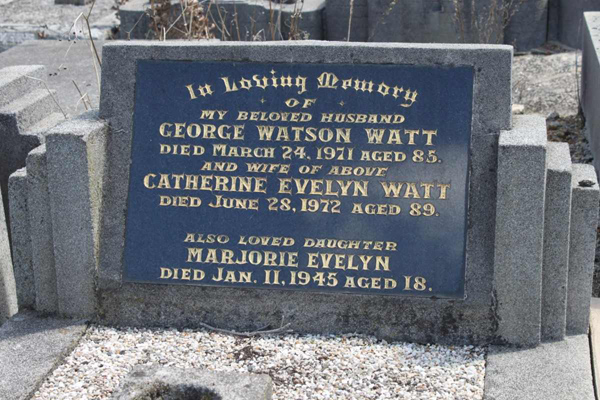 In Loving Memory
OF
MY BELOVED HUSBAND
GEORGE WATSON WATT
DIED MARCH 24, 1971 AGED 85.
AND WIFE OF ABOVE
CATHERINE EVELYN WATT
DIED JUNE 28, 1972 AGED 89.
ALSO LOVED DAUGHTER
MARJORIE EVELYN
DIED JAN. 11, 1945 AGED 18.